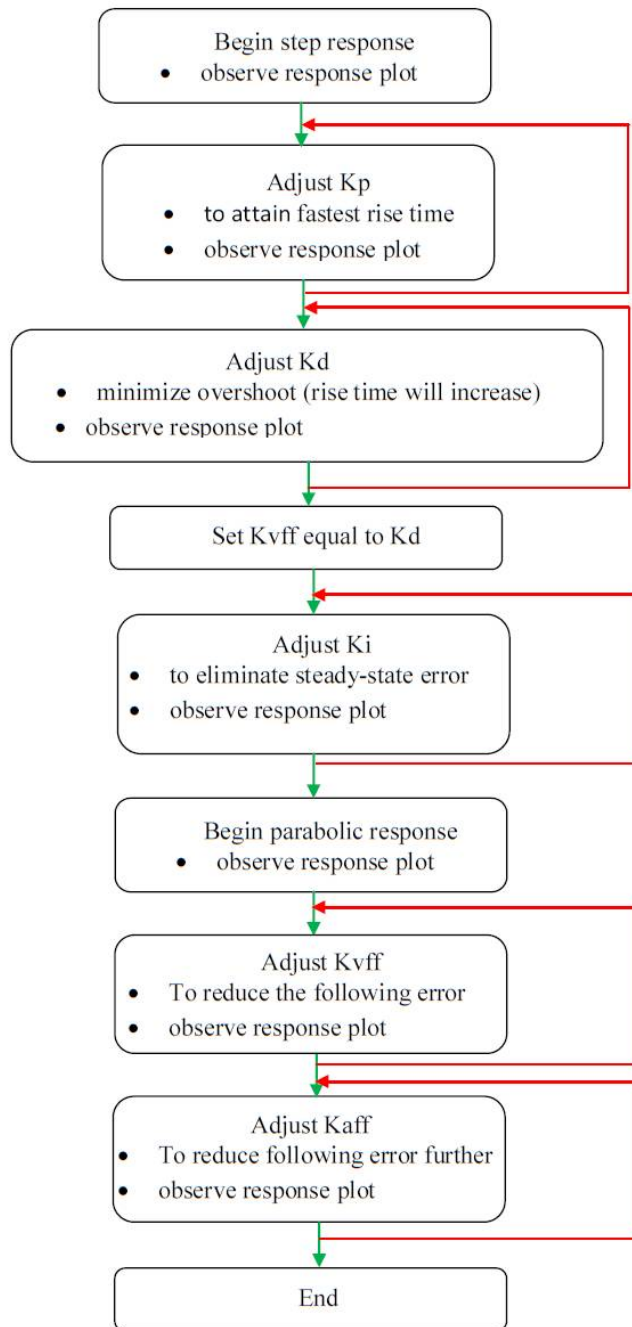 Begin step response
• observe response plot
Adjust Kp
• to attain fastest rise time
• observe response plot
Adjust Kd
• minimize overshoot (rise time will increase)
• observe response plot
Set Kvff equal to Kd
Adjust Ki
• to eliminate steady-state error
• observe response plot
Begin parabolic response
• observe response plot
Adjust Kvff
• To reduce the following error
• observe response plot
Adjust Kaff
• To reduce following error further
• observe response plot
End